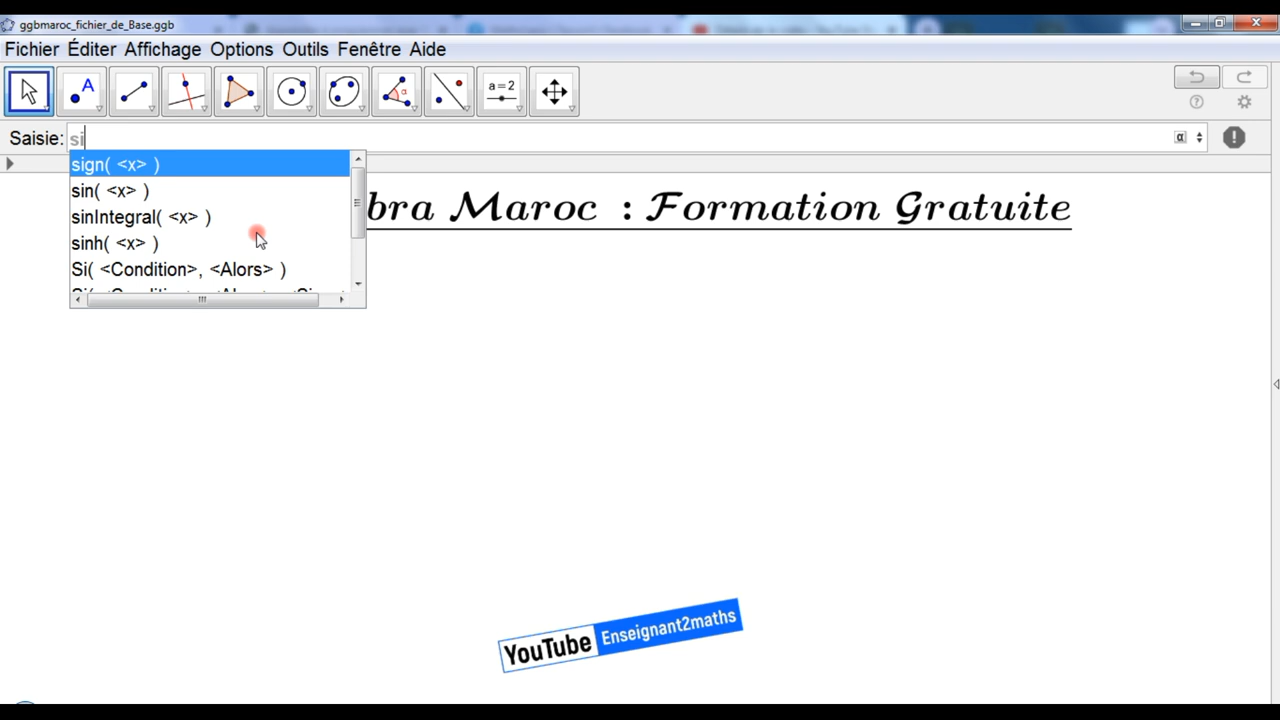 ggbmaroc_fichier_de_Base.ggb
Fichier Éditer Affichage Options Outils Fenêtre Aide
A
α
a=2
Saisie: si
α
sign( <x> )
sin( <x> )
sinIntegral( <x> )
sinh( <x> )
Si( <Condition>, <Alors> )
bra Maroc : Formation Gratuite
YouTube Enseignant2maths